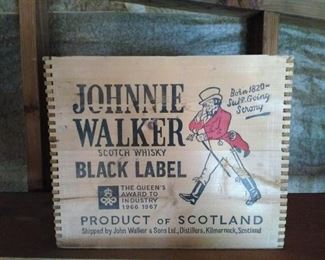 JOHNNIE
WALKER
Born 1820-
Still Going
Strong
SCOTCH WHISKY
BLACK LABEL
THE QUEEN'S
AWARD TO
INDUSTRY
1966 1967
PRODUCT OF SCOTLAND
Shipped by John Walker & Sons Ltd., Distillers, Kilmarnock, Scotland